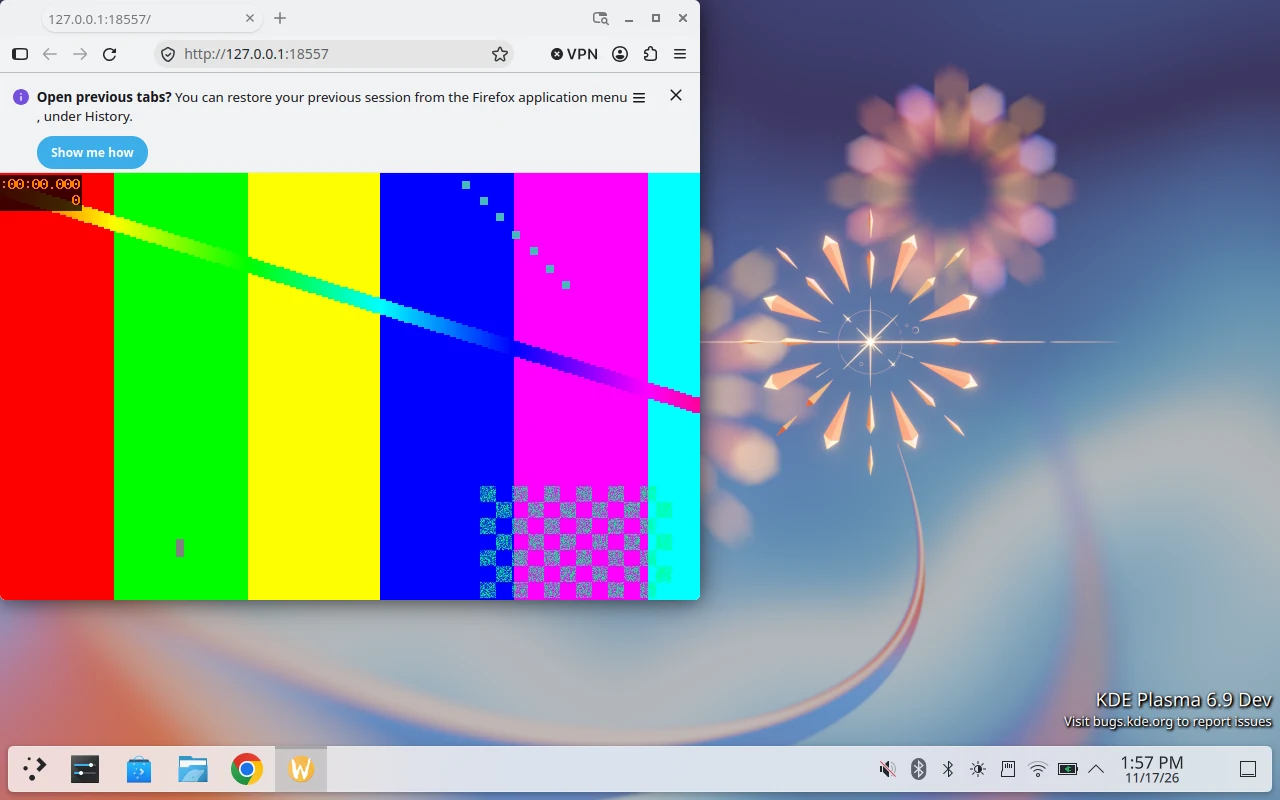 127.0.0.1:18557/
http://127.0.0.1:18557
VPN
Open previous tabs? You can restore your previous session from the Firefox application menu
, under History.
Show me how
:00:00.000
0
KDE Plasma 6.9 Dev
Visit bugs.kde.org to report issues
1:57 PM
11/17/26